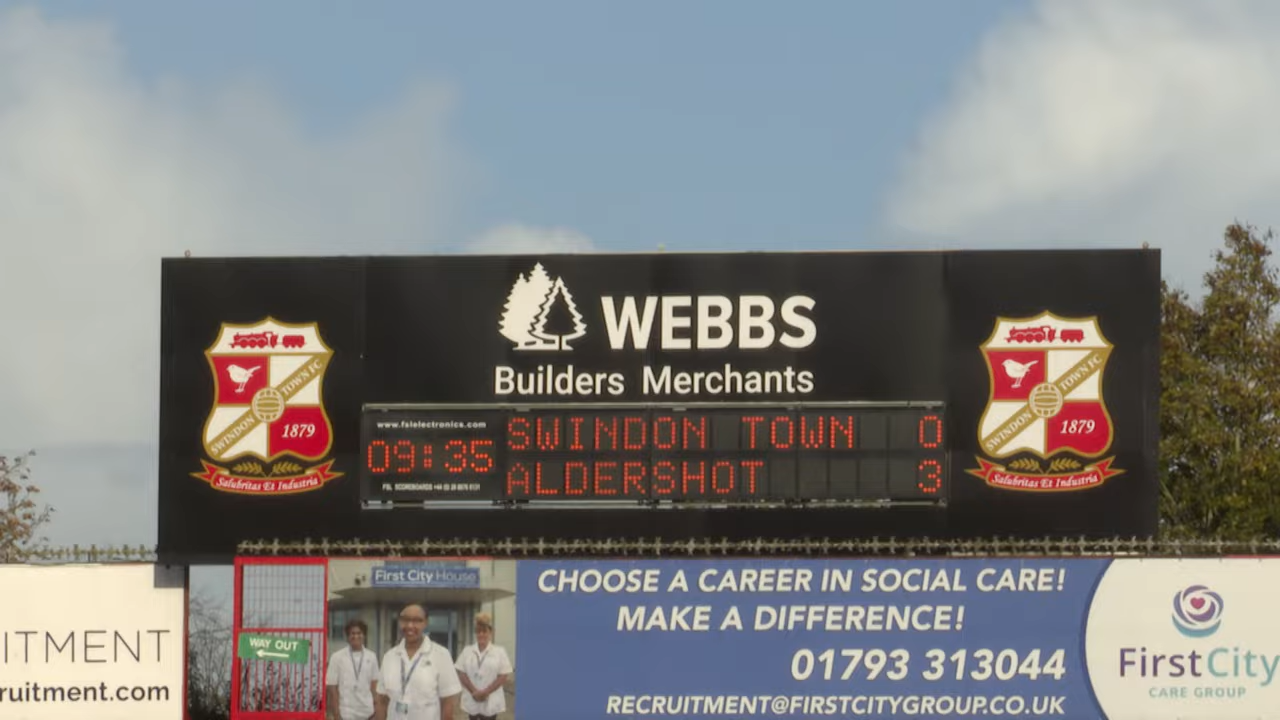 WEBBS
Builders Merchants
www.fslelectronics.com
SWINDON TOWN 0
09:35
ALDERSHOT 3
SWINDON TOWN FC
1879
Salubritas Et Industria
SWINDON TOWN FC
1879
Salubritas Et Industria
First City House
WAY OUT
ITMENT
ruitment.com
CHOOSE A CAREER IN SOCIAL CARE!
MAKE A DIFFERENCE!
01793 313044
RECRUITMENT@FIRSTCITYGROUP.CO.UK
FirstCity
CARE GROUP